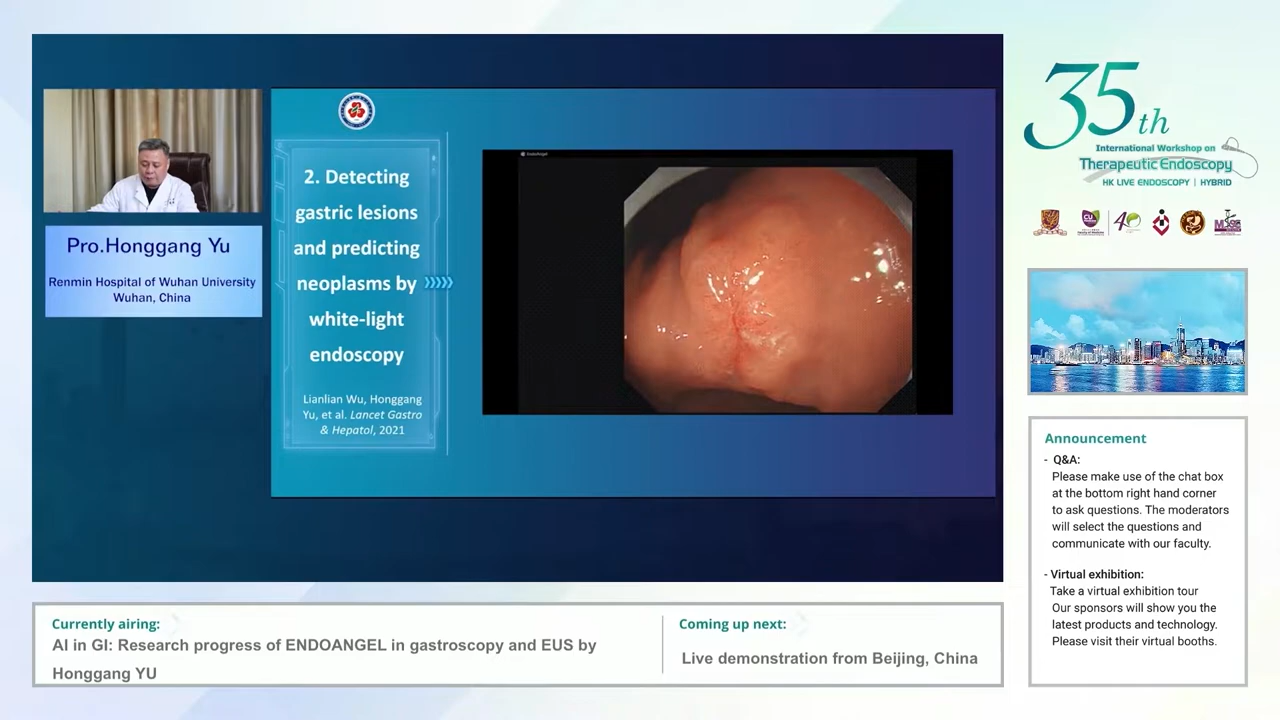 Pro.Honggang Yu
Renmin Hospital of Wuhan University
Wuhan, China
2. Detecting
gastric lesions
and predicting
neoplasms by
white-light
endoscopy
Lianlian Wu, Honggang
Yu, et al. Lancet Gastro
& Hepatol, 2021
EndoAngel
35th
International Workshop on
Therapeutic Endoscopy
HK LIVE ENDOSCOPY | HYBRID
Announcement
- Q&A:
Please make use of the chat box
at the bottom right hand corner
to ask questions. The moderators
will select the questions and
communicate with our faculty.
- Virtual exhibition:
Take a virtual exhibition tour
Our sponsors will show you the
latest products and technology.
Please visit their virtual booths.
Currently airing:
AI in GI: Research progress of ENDOANGEL in gastroscopy and EUS by
Honggang YU
Coming up next:
Live demonstration from Beijing, China